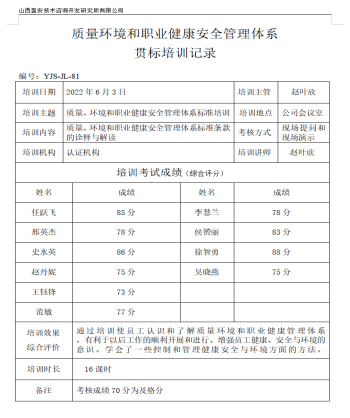 山西国安技术咨询开发研究所有限公司
质量环境和职业健康安全管理体系
贯标培训记录
编号：YJS-JL-81
培训日期 2022 年 6 月 3 日 培训主管 赵叶欣
培训主题 质量、环境和职业健康安全管理体系标准培训 培训地点 公司会议室
培训内容 质量、环境和职业健康安全管理体系标准条款的诠释与解读 考核方式 现场提问和现场演示
培训机构 认证机构 培训讲师 赵叶欣
培训考试成绩（综合评分）
姓名 成绩 姓名 成绩
任跃飞 85 分 李慧兰 78 分
邢英杰 78 分 侯赟丽 83 分
史水英 86 分 徐智勇 88 分
赵丹妮 75 分 吴晓燕 75 分
王钰锋 73 分
范敏 77 分
培训效果综合评价
通过培训使员工认识和了解质量环境和职业健康管理体系
，有利于以后工作的顺利开展和进行。增强员工健康、安全与环境的
意识。学会了一些控制和管理健康安全与环境方面的方法。
培训时长 16 课时
备注 考核成绩 70 分为及格分